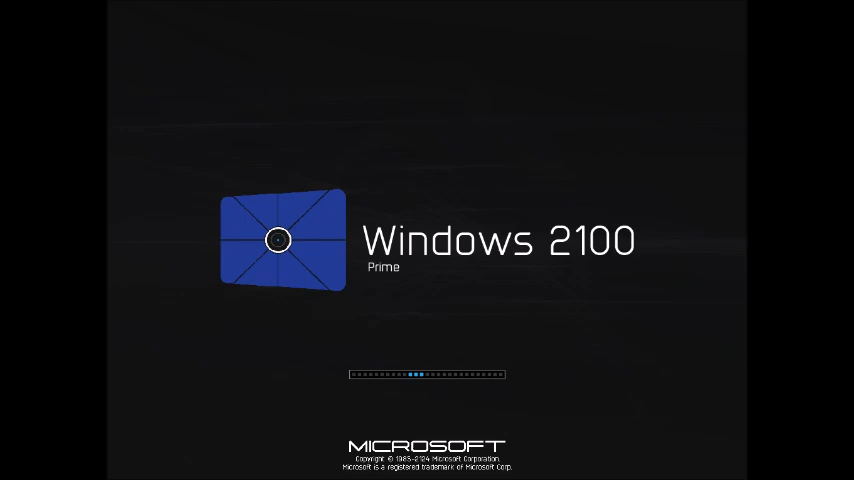 Windows 2100
Prime
MICROSOFT
Copyright © 1985-2124 Microsoft Corporation.
Microsoft is a registered trademark of Microsoft Corp.